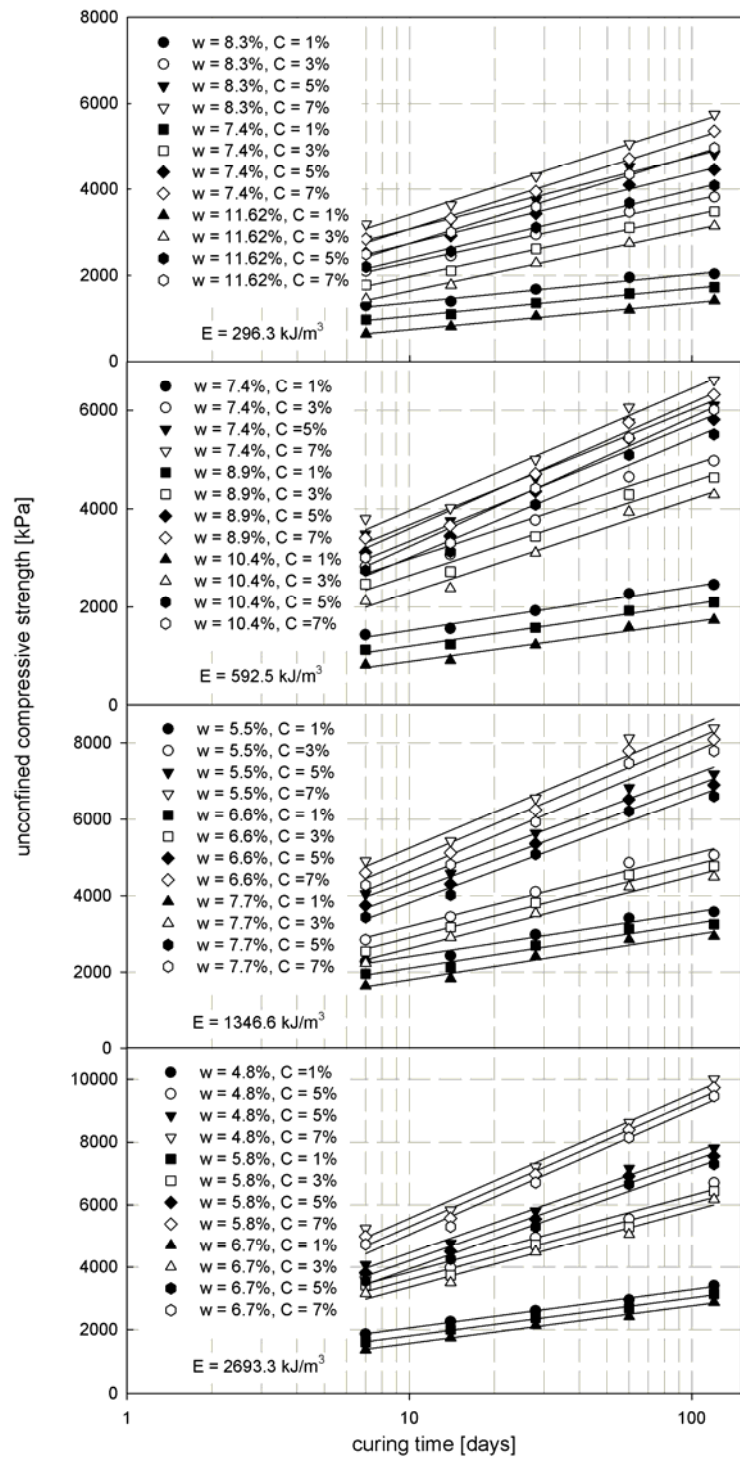 8000
6000
4000
2000
0
w = 8.3%, C = 1%
w = 8.3%, C = 3%
w = 8.3%, C = 5%
w = 8.3%, C = 7%
w = 7.4%, C = 1%
w = 7.4%, C = 3%
w = 7.4%, C = 5%
w = 7.4%, C = 7%
w = 11.62%, C = 1%
w = 11.62%, C = 3%
w = 11.62%, C = 5%
w = 11.62%, C = 7%
E = 296.3 kJ/m³
6000
4000
2000
0
w = 7.4%, C = 1%
w = 7.4%, C = 3%
w = 7.4%, C =5%
w = 7.4%, C = 7%
w = 8.9%, C = 1%
w = 8.9%, C = 3%
w = 8.9%, C = 5%
w = 8.9%, C = 7%
w = 10.4%, C = 1%
w = 10.4%, C = 3%
w = 10.4%, C = 5%
w = 10.4%, C =7%
E = 592.5 kJ/m³
unconfined compressive strength [kPa]
8000
6000
4000
2000
0
w = 5.5%, C = 1%
w = 5.5%, C =3%
w = 5.5%, C = 5%
w = 5.5%, C =7%
w = 6.6%, C = 1%
w = 6.6%, C = 3%
w = 6.6%, C = 5%
w = 6.6%, C =7%
w = 7.7%, C = 1%
w = 7.7%, C = 3%
w = 7.7%, C = 5%
w = 7.7%, C = 7%
E = 1346.6 kJ/m³
10000
8000
6000
4000
2000
0
w = 4.8%, C =1%
w = 4.8%, C = 5%
w = 4.8%, C = 5%
w = 4.8%, C = 7%
w = 5.8%, C = 1%
w = 5.8%, C = 3%
w = 5.8%, C = 5%
w = 5.8%, C = 7%
w = 6.7%, C = 1%
w = 6.7%, C = 3%
w = 6.7%, C = 5%
w = 6.7%, C = 7%
E = 2693.3 kJ/m³
1 10 100
curing time [days]